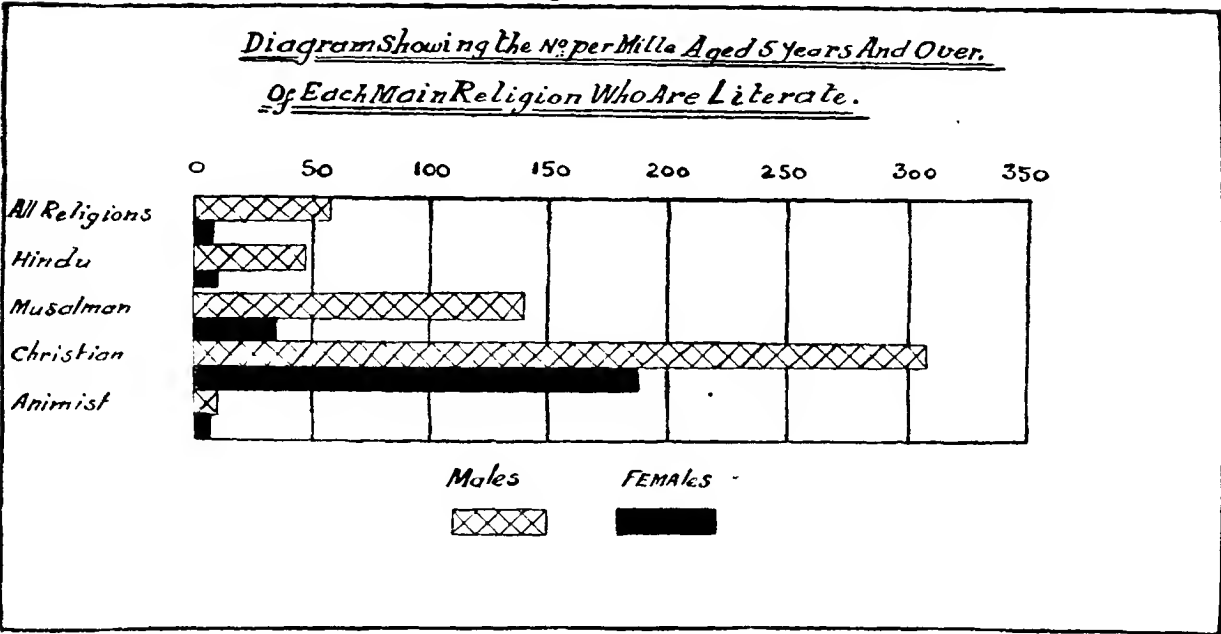 Diagram Showing the No per Mille Aged 5 Years And Over.
Of Each Main Religion Who Are Literate.
0 50 100 150 200 250 300 350
All Religions
Hindu
Musalman
Christian
Animist
Males FEMAles